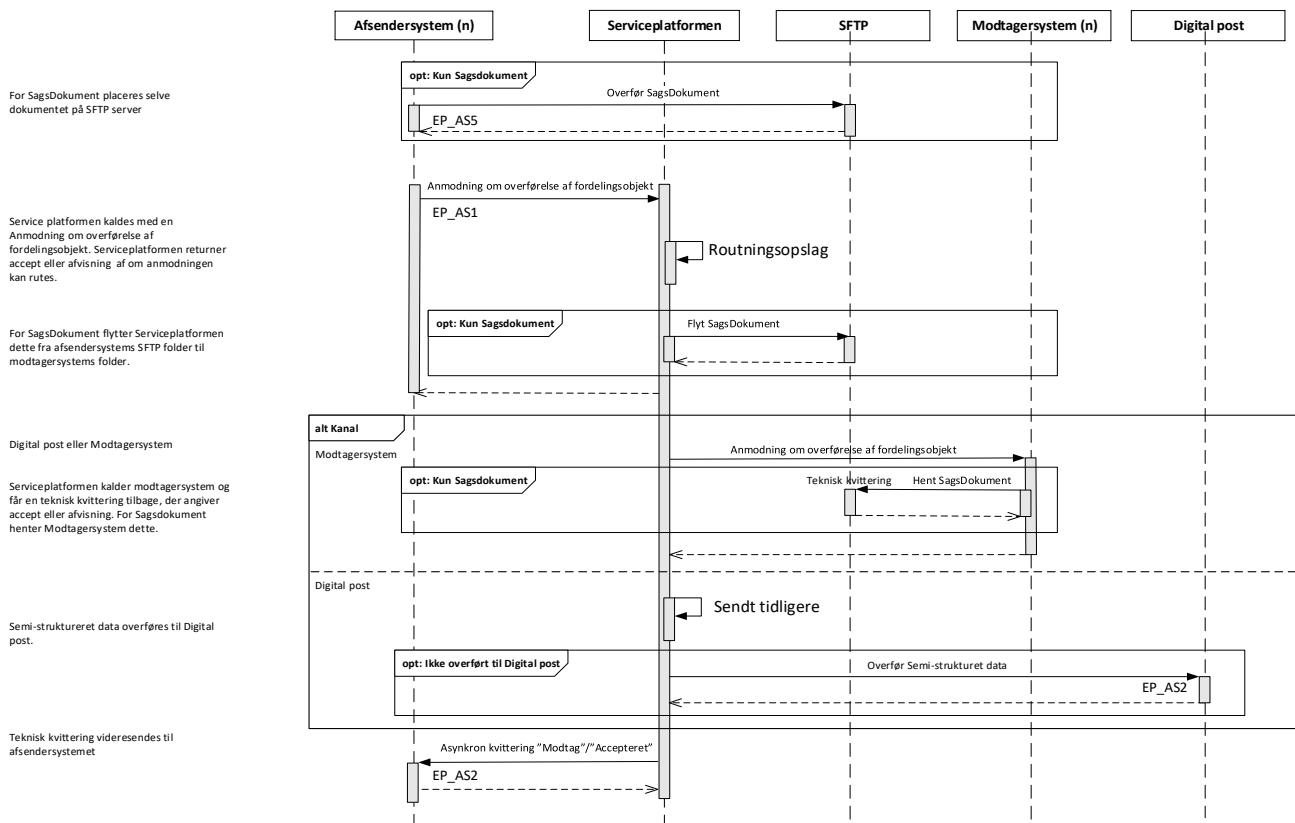 Afsendersystem (n)
Serviceplatformen
SFTP
Modtagersystem (n)
Digital post
opt: Kun Sagsdokument
For SagsDokument placeres selve
dokumentet på SFTP server
Overfør SagsDokument
EP_AS5
Anmodning om overførelse af fordelingsobjekt
EP_AS1
Service platformen kaldes med en
Anmodning om overførelse af
fordelingsobjekt. Serviceplatformen returner
accept eller afvisning af om anmodningen
kan rutes.
Routningsopslag
For SagsDokument flytter Serviceplatformen
dette fra afsendersystems SFTP folder til
modtagersystems folder.
opt: Kun Sagsdokument
Flyt SagsDokument
alt Kanal
Digital post eller Modtagersystem
Modtagersystem
Anmodning om overførelse af fordelingsobjekt
Serviceplatformen kalder modtagersystem og
får en teknisk kvittering tilbage, der angiver
accept eller afvisning. For Sagsdokument
henter Modtagersystem dette.
opt: Kun Sagsdokument
Teknisk kvittering
Hent SagsDokument
Digital post
Sendt tidligere
Semi-struktureret data overføres til Digital
post.
opt: Ikke overført til Digital post
Overfør Semi-struktureret data
EP_AS2
Teknisk kvittering videresendes til
afsendersystemet
Asynkron kvittering ”Modtag”/”Accepteret”
EP_AS2